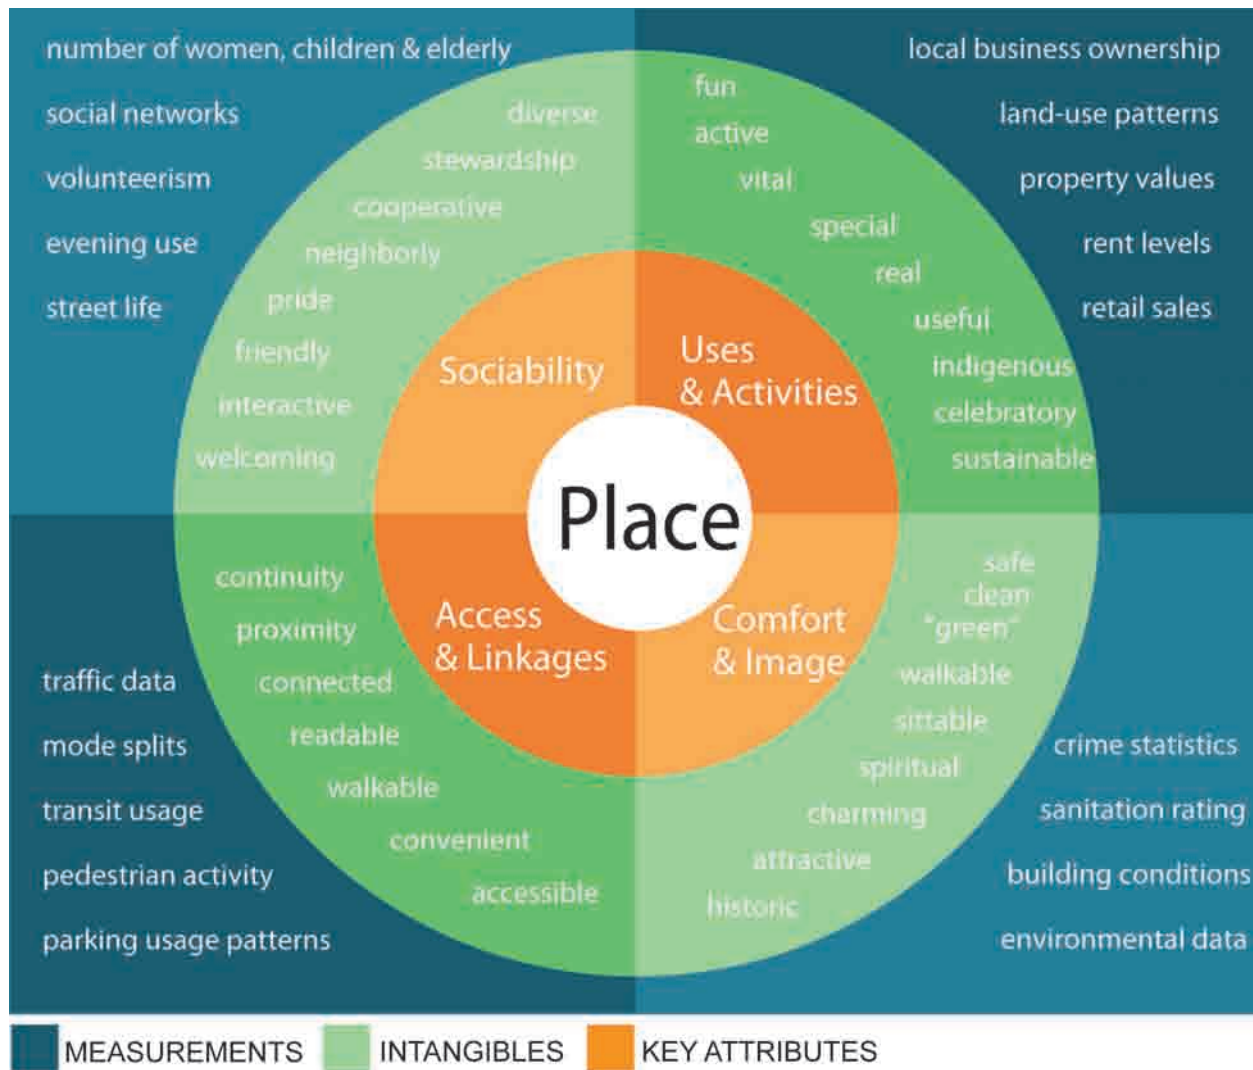 number of women, children & elderly
social networks
volunteerism
evening use
street life
diverse
stewardship
cooperative
neighborly
pride
friendly
interactive
welcoming
Sociability
fun
active
vital
special
real
useful
indigenous
celebratory
sustainable
Uses
& Activities
local business ownership
land-use patterns
property values
rent levels
retail sales
Place
continuity
proximity
connected
readable
walkable
convenient
accessible
Access
& Linkages
traffic data
mode splits
transit usage
pedestrian activity
parking usage patterns
Comfort
& Image
safe
clean
"green"
walkable
sittable
spiritual
charming
attractive
historic
crime statistics
sanitation rating
building conditions
environmental data
MEASUREMENTS
INTANGIBLES
KEY ATTRIBUTES